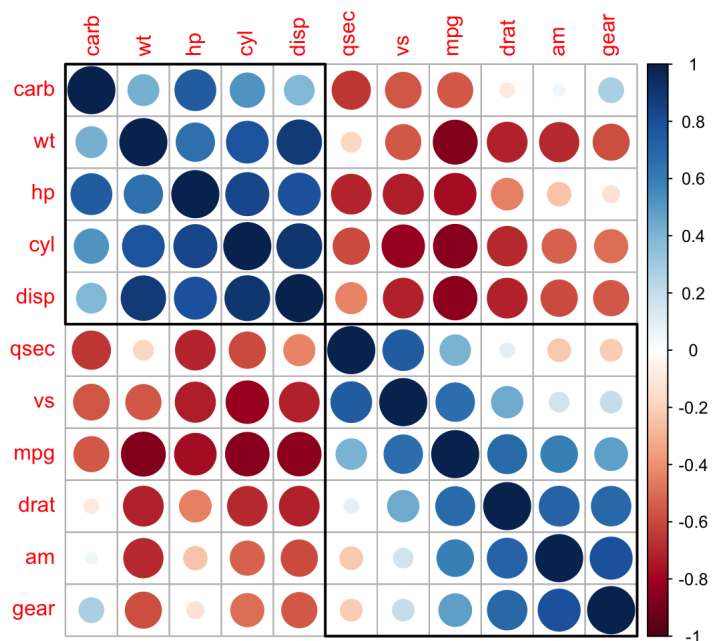 carb wt hp cyl disp qsec vs mpg drat am gear
carb
wt
hp
cyl
disp
qsec
vs
mpg
drat
am
gear
1
0.8
0.6
0.4
0.2
0
-0.2
-0.4
-0.6
-0.8
-1